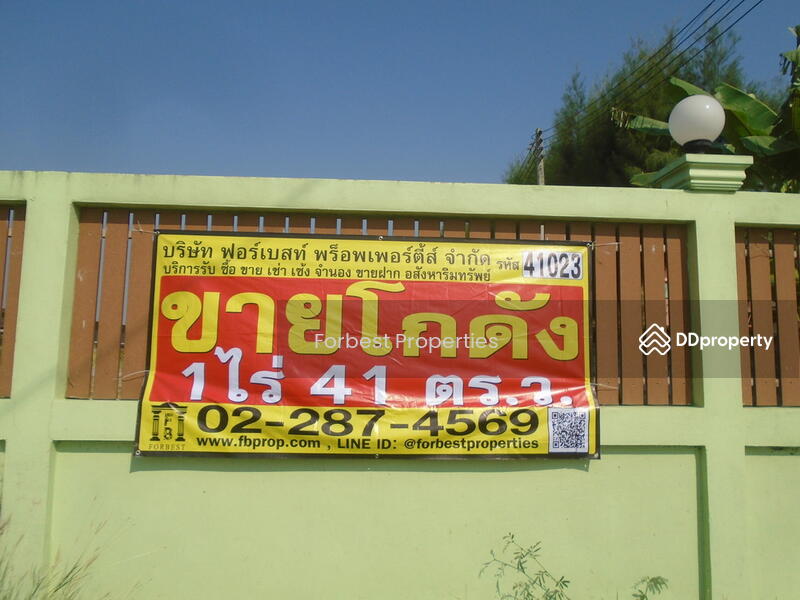 บริษัท ฟอร์เบสท์ พร็อพเพอร์ตี้ส์ จำกัด รหัส 41023
บริการรับ ซื้อ ขาย เช่า เซ้ง จำนอง ขายฝาก อสังหาริมทรัพย์
ขายโกดัง
Forbest Properties
DDproperty
1ไร่ 41 ตร.ว.
FB
FORBEST
02-287-4569
www.fbprop.com , LINE ID: @forbestproperties